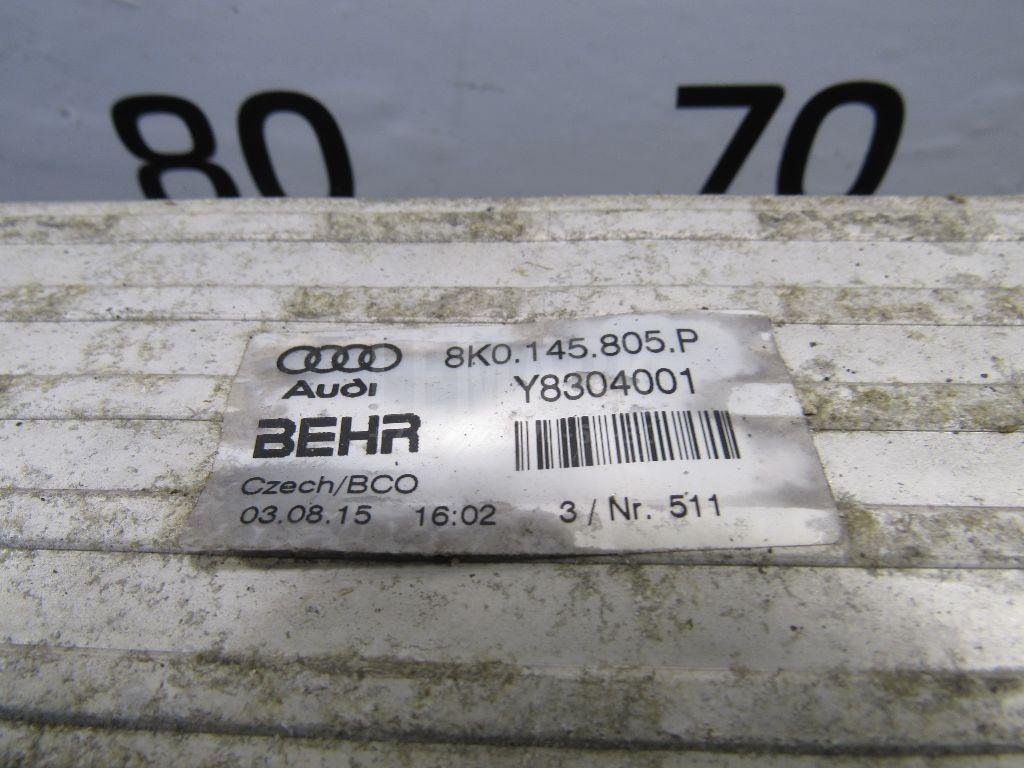 80 70
8K0.145.805.P
Audi Y8304001
BEHR
Czech/BCO
03.08.15 16:02 3 / Nr. 511